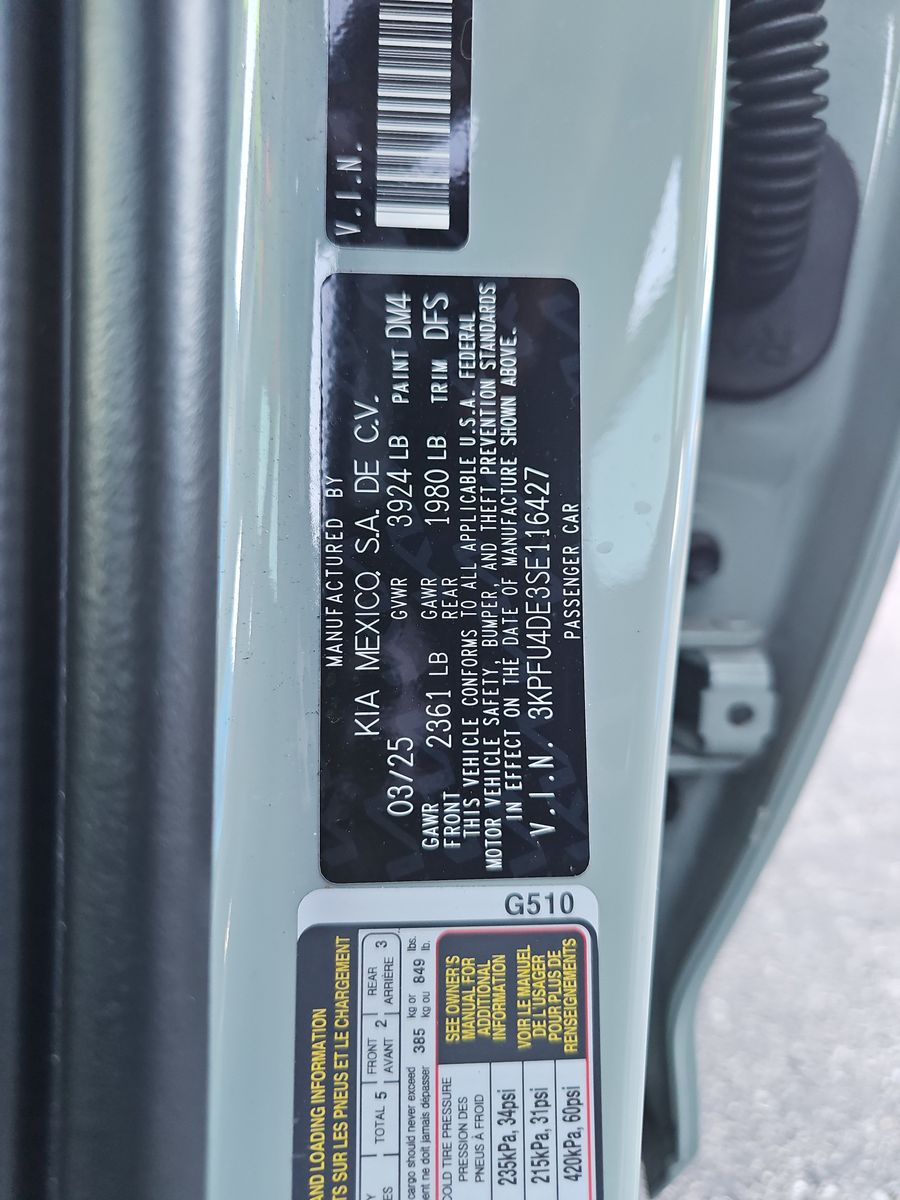 V.I.N.
MANUFACTURED BY
KIA MEXICO, S.A. DE C.V.
03/25 GVWR 3924 LB PAINT DM4
GAWR FRONT 2361 LB GAWR REAR 1980 LB TRIM DFS
THIS VEHICLE CONFORMS TO ALL APPLICABLE U.S.A. FEDERAL
MOTOR VEHICLE SAFETY, BUMPER, AND THEFT PREVENTION STANDARDS
IN EFFECT ON THE DATE OF MANUFACTURE SHOWN ABOVE.
V.I.N. 3KPFU4DE3SE116427
PASSENGER CAR
G510
AND LOADING INFORMATION
SUR LES PNEUS ET LE CHARGEMENT
TOTAL 5 FRONT AVANT 2 REAR ARRIÈRE 3
cargo should never exceed 385 kg or 849 lbs.
ne doit jamais dépasser kg ou lb.
COLD TIRE PRESSURE
PRESSION DES
PNEUS À FROID
235kPa, 34psi
215kPa, 31psi
420kPa, 60psi
SEE OWNER'S
MANUAL FOR
ADDITIONAL
INFORMATION
VOIR LE MANUEL
DE L'USAGER
POUR PLUS DE
RENSEIGNEMENTS